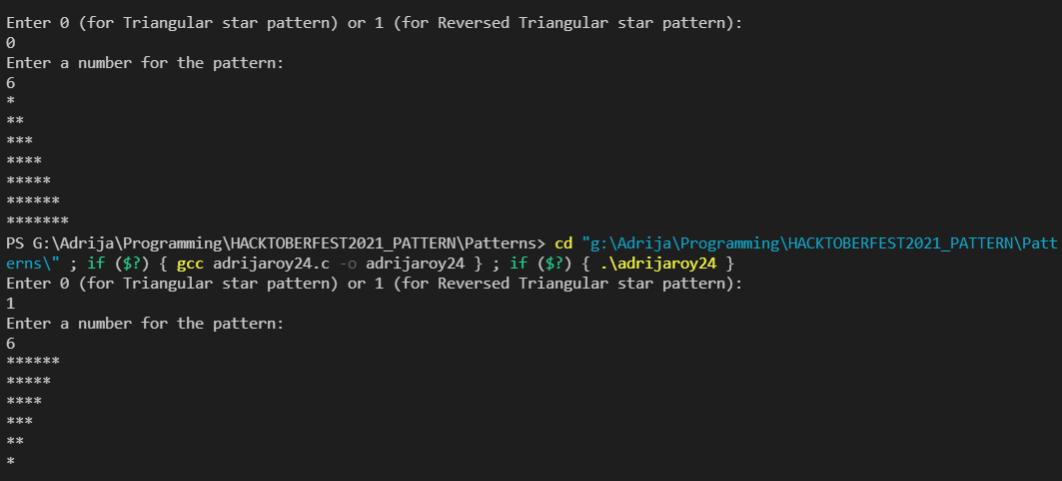 Enter 0 (for Triangular star pattern) or 1 (for Reversed Triangular star pattern):
0
Enter a number for the pattern:
6
*
**
***
****
*****
******
*******
PS G:\Adrija\Programming\HACKTOBERFEST2021_PATTERN\Patterns> cd "g:\Adrija\Programming\HACKTOBERFEST2021_PATTERN\Patt
erns\" ; if ($?) { gcc adrijaroy24.c -o adrijaroy24 } ; if ($?) { .\adrijaroy24 }
Enter 0 (for Triangular star pattern) or 1 (for Reversed Triangular star pattern):
1
Enter a number for the pattern:
6
******
*****
****
***
**
*